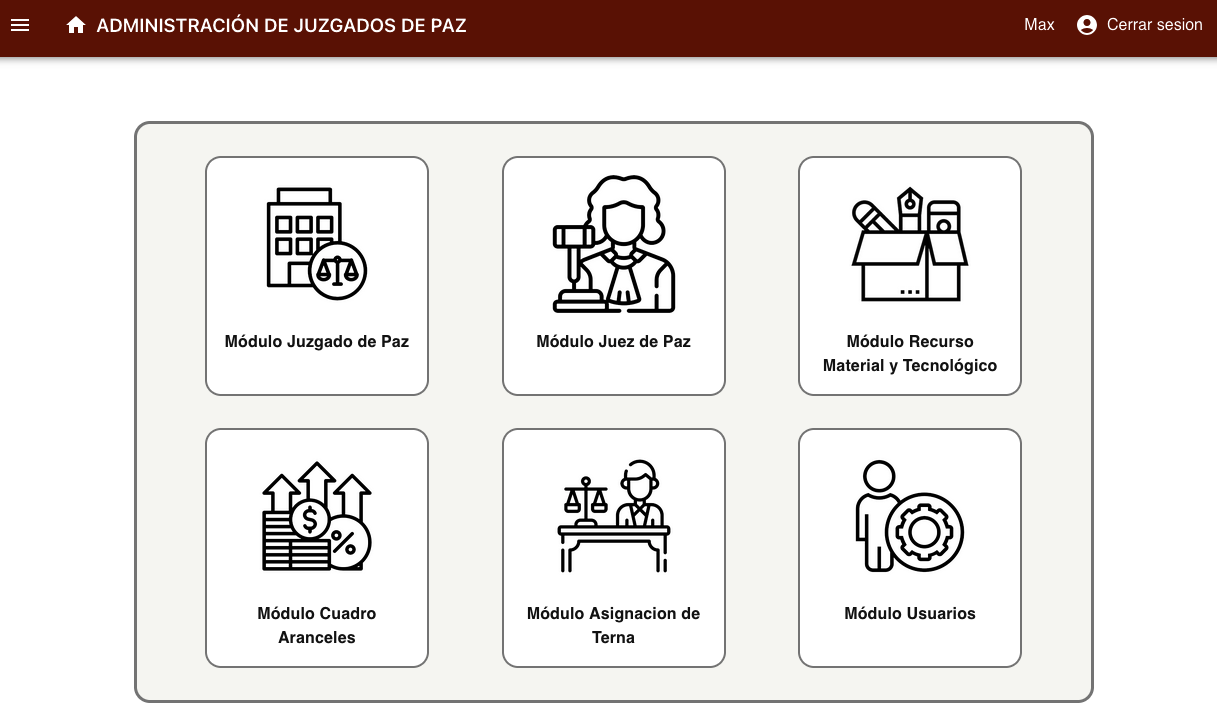 ADMINISTRACIÓN DE JUZGADOS DE PAZ
Max
Cerrar sesion
Módulo Juzgado de Paz
Módulo Juez de Paz
Módulo Recurso
Material y Tecnológico
$
%
Módulo Cuadro
Aranceles
Módulo Asignacion de
Terna
Módulo Usuarios